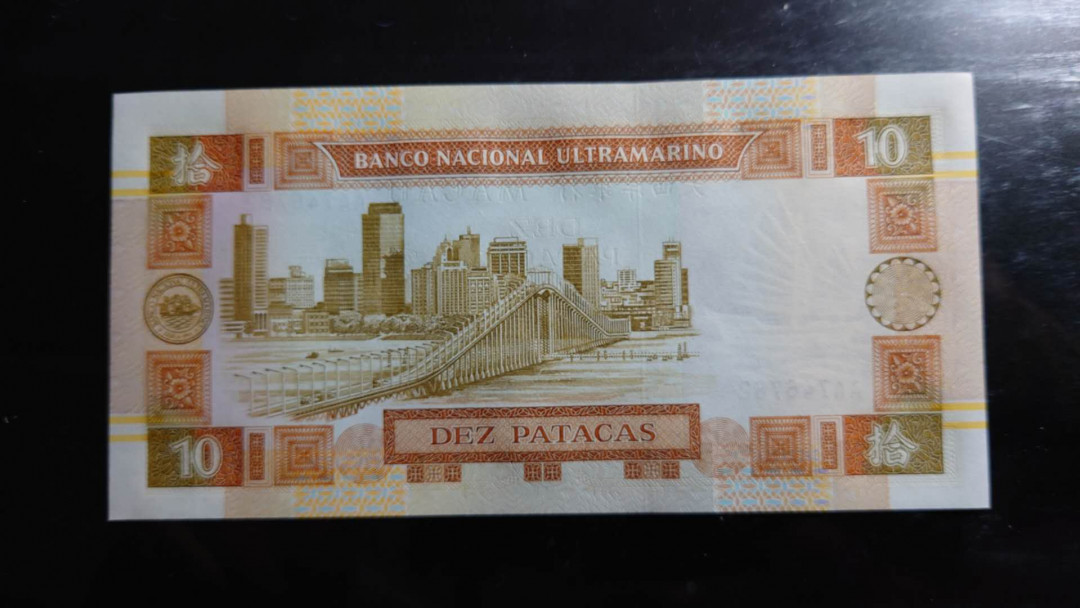 拾
BANCO NACIONAL ULTRAMARINO
10
DEZ PATACAS
10
拾